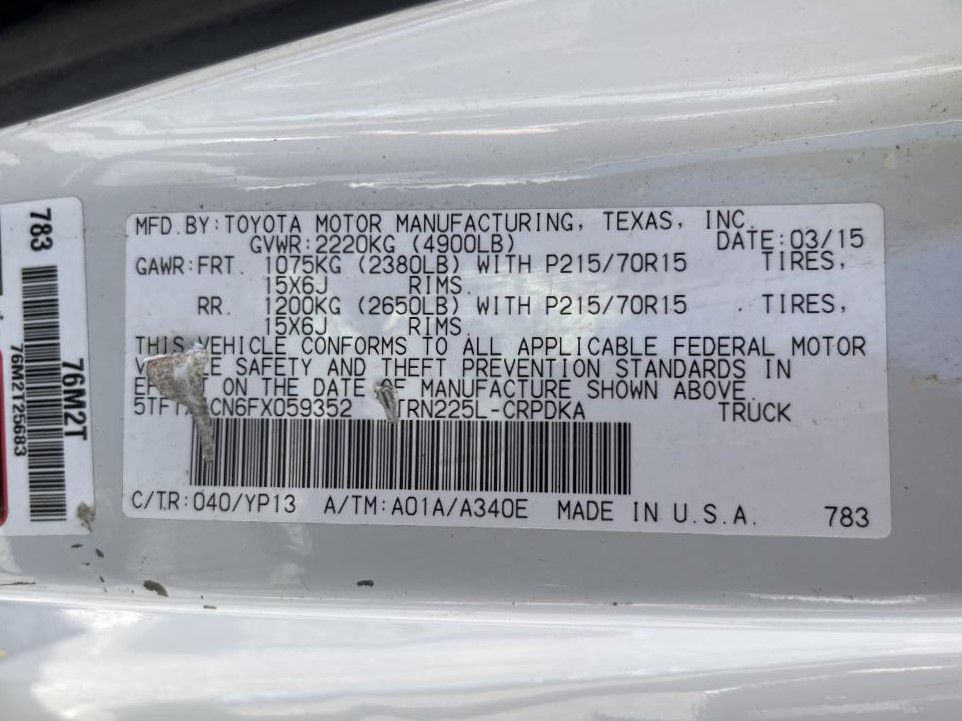 783
76M2T
76M2T25683
MFD.BY:TOYOTA MOTOR MANUFACTURING, TEXAS, INC.
GVWR:2220KG (4900LB) DATE:03/15
GAWR:FRT. 1075KG (2380LB) WITH P215/70R15 TIRES,
15X6J RIMS.
RR. 1200KG (2650LB) WITH P215/70R15 TIRES,
15X6J RIMS.
THIS VEHICLE CONFORMS TO ALL APPLICABLE FEDERAL MOTOR
SAFETY AND THEFT PREVENTION STANDARDS IN
ON THE DATE OF MANUFACTURE SHOWN ABOVE.
TRN225L-CRPDKA TRUCK
C/TR:040/YP13 A/TM:A01A/A340E MADE IN U.S.A. 783